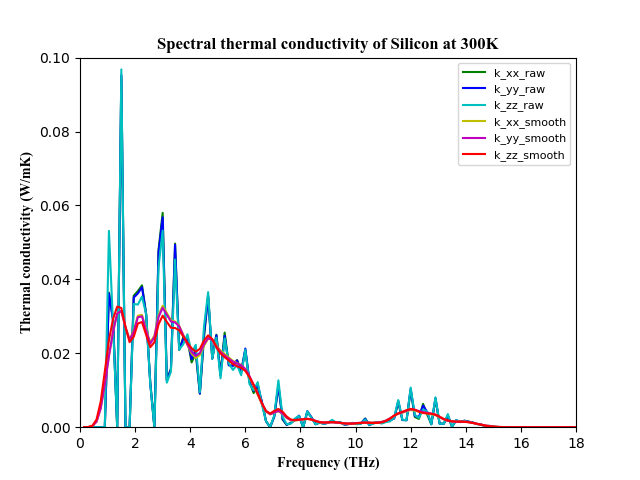 Spectral thermal conductivity of Silicon at 300K
k_xx_raw
k_yy_raw
k_zz_raw
k_xx_smooth
k_yy_smooth
k_zz_smooth
Thermal conductivity (W/mK)
0.10
0.08
0.06
0.04
0.02
0.00
0 2 4 6 8 10 12 14 16 18
Frequency (THz)